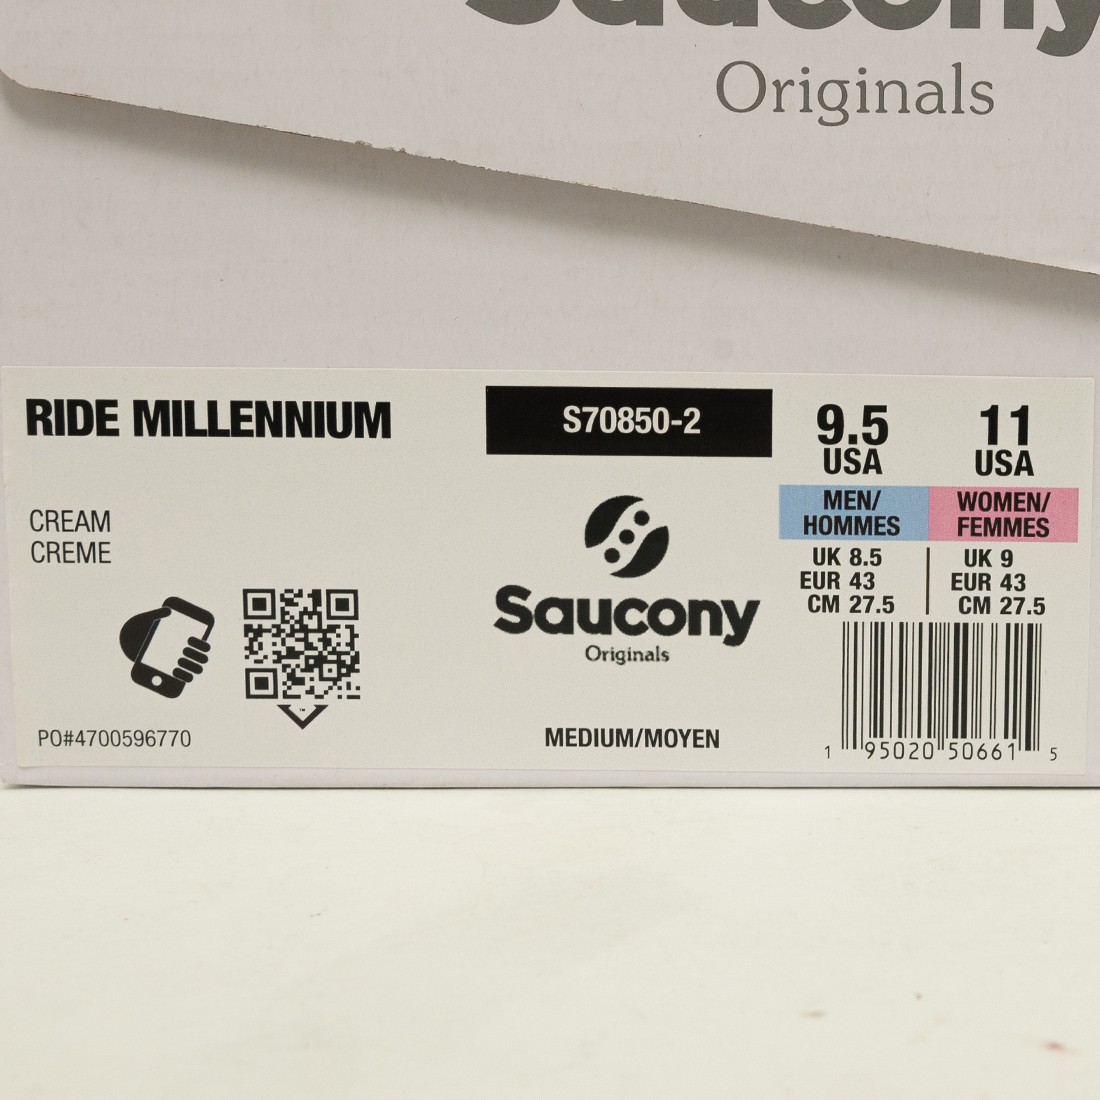 Saucony
Originals
RIDE MILLENNIUM
S70850-2
CREAM
CREME
PO#4700596770
Saucony
Originals
MEDIUM/MOYEN
9.5
USA
MEN/
HOMMES
UK 8.5
EUR 43
CM 27.5
11
USA
WOMEN/
FEMMES
UK 9
EUR 43
CM 27.5
1 95020 50661 5